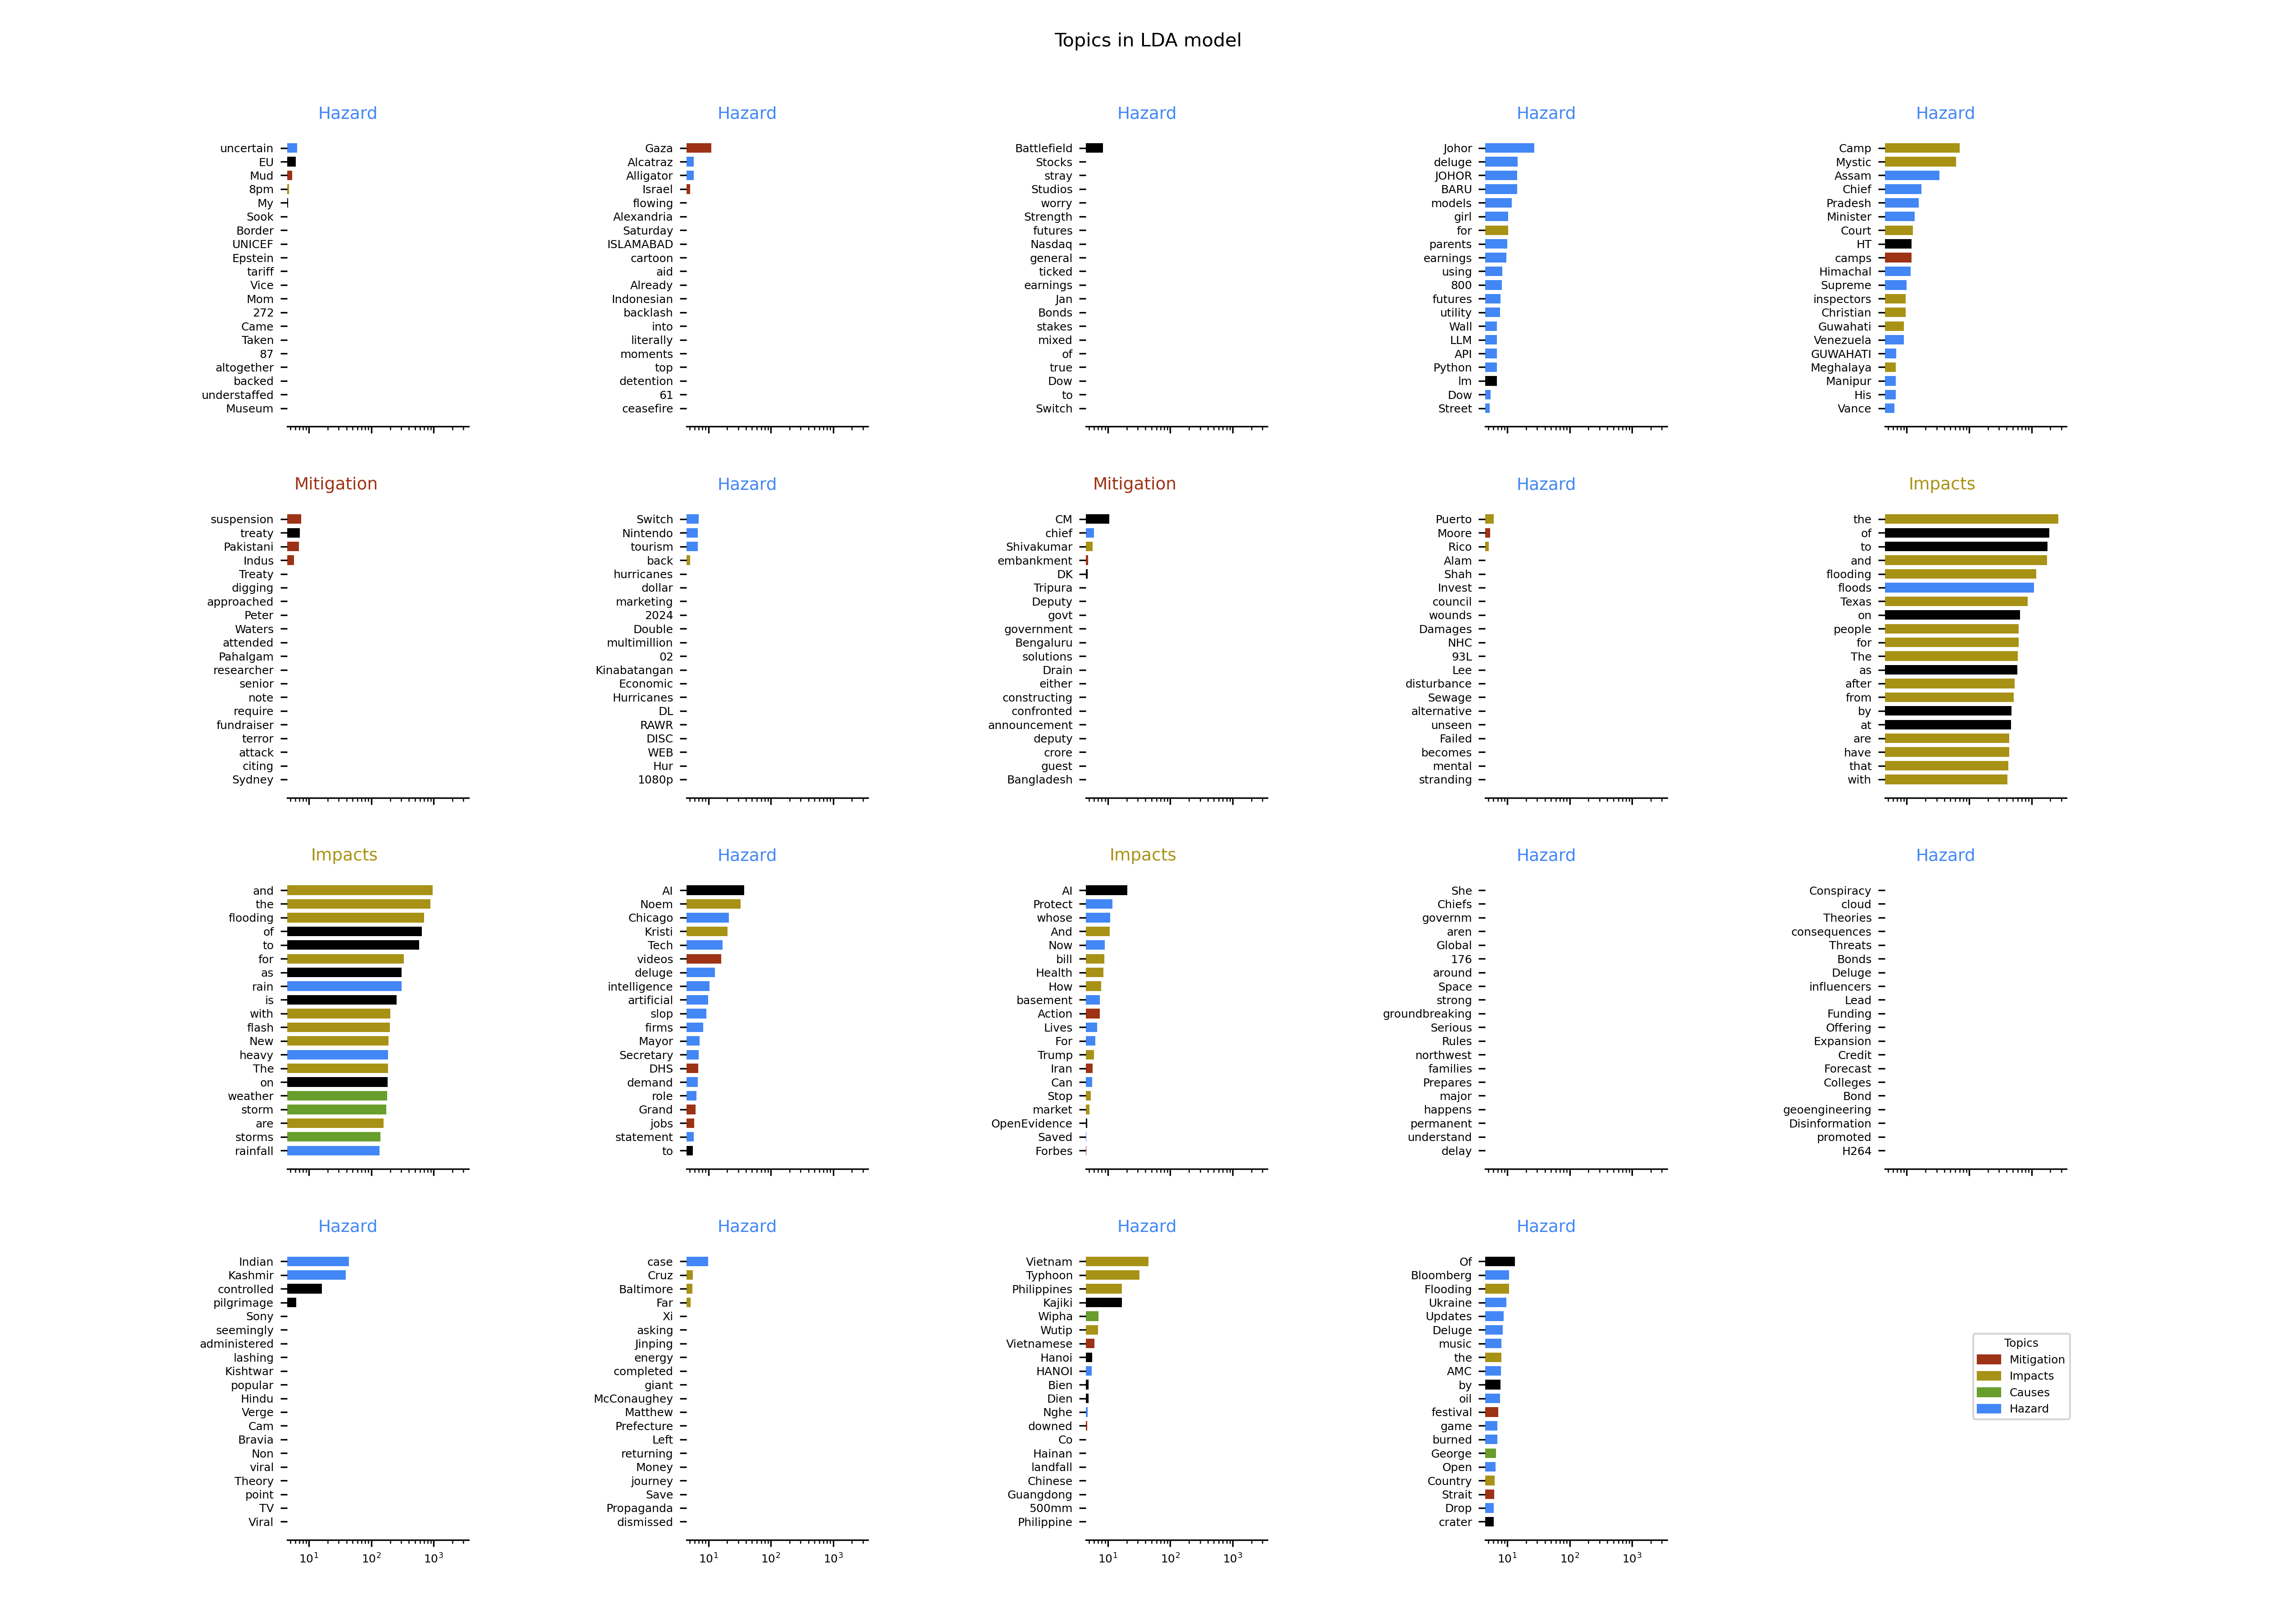 Topics in LDA model
Hazard
uncertain
EU
Mud
8pm
My
Sook
Border
UNICEF
Epstein
tariff
Vice
Mom
272
Came
Taken
87
altogether
backed
understaffed
Museum
Hazard
Gaza
Alcatraz
Alligator
Israel
flowing
Alexandria
Saturday
ISLAMABAD
cartoon
aid
Already
Indonesian
backlash
into
literally
moments
top
detention
61
ceasefire
Hazard
Battlefield
Stocks
stray
Studios
worry
Strength
futures
Nasdaq
general
ticked
earnings
Jan
Bonds
stakes
mixed
of
true
Dow
to
Switch
Hazard
Johor
deluge
JOHOR
BARU
models
girl
for
parents
earnings
using
800
futures
utility
Wall
LLM
API
Python
lm
Dow
Street
Hazard
Camp
Mystic
Assam
Chief
Pradesh
Minister
Court
HT
camps
Himachal
Supreme
inspectors
Christian
Guwahati
Venezuela
GUWAHATI
Meghalaya
Manipur
His
Vance
Mitigation
suspension
treaty
Pakistani
Indus
Treaty
digging
approached
Peter
Waters
attended
Pahalgam
researcher
senior
note
require
fundraiser
terror
attack
citing
Sydney
Hazard
Switch
Nintendo
tourism
back
hurricanes
dollar
marketing
2024
Double
multimillion
02
Kinabatangan
Economic
Hurricanes
DL
RAWR
DISC
WEB
Hur
1080p
Mitigation
CM
chief
Shivakumar
embankment
DK
Tripura
Deputy
govt
government
Bengaluru
solutions
Drain
either
constructing
confronted
announcement
deputy
crore
guest
Bangladesh
Hazard
Puerto
Moore
Rico
Alam
Shah
Invest
council
wounds
Damages
NHC
93L
Lee
disturbance
Sewage
alternative
unseen
Failed
becomes
mental
stranding
Impacts
the
of
to
and
flooding
floods
Texas
on
people
for
The
as
after
from
by
at
are
have
that
with
Impacts
and
the
flooding
of
to
for
as
rain
is
with
flash
New
heavy
The
on
weather
storm
are
storms
rainfall
Hazard
AI
Noem
Chicago
Kristi
Tech
videos
deluge
intelligence
artificial
slop
firms
Mayor
Secretary
DHS
demand
role
Grand
jobs
statement
to
Impacts
AI
Protect
whose
And
Now
bill
Health
How
basement
Action
Lives
For
Trump
Iran
Can
Stop
market
OpenEvidence
Saved
Forbes
Hazard
She
Chiefs
governm
aren
Global
176
around
Space
strong
groundbreaking
Serious
Rules
northwest
families
Prepares
major
happens
permanent
understand
delay
Hazard
Conspiracy
cloud
Theories
consequences
Threats
Bonds
Deluge
influencers
Lead
Funding
Offering
Expansion
Credit
Forecast
Colleges
Bond
geoengineering
Disinformation
promoted
H264
Hazard
Indian
Kashmir
controlled
pilgrimage
Sony
seemingly
administered
lashing
Kishtwar
popular
Hindu
Verge
Cam
Bravia
Non
viral
Theory
point
TV
Viral
10¹ 10² 10³
Hazard
case
Cruz
Baltimore
Far
Xi
asking
Jinping
energy
completed
giant
McConaughey
Matthew
Prefecture
Left
returning
Money
journey
Save
Propaganda
dismissed
10¹ 10² 10³
Hazard
Vietnam
Typhoon
Philippines
Kajiki
Wipha
Wutip
Vietnamese
Hanoi
HANOI
Bien
Dien
Nghe
downed
Co
Hainan
landfall
Chinese
Guangdong
500mm
Philippine
10¹ 10² 10³
Hazard
Of
Bloomberg
Flooding
Ukraine
Updates
Deluge
music
the
AMC
by
oil
festival
game
burned
George
Open
Country
Strait
Drop
crater
10¹ 10² 10³
Topics
Mitigation
Impacts
Causes
Hazard